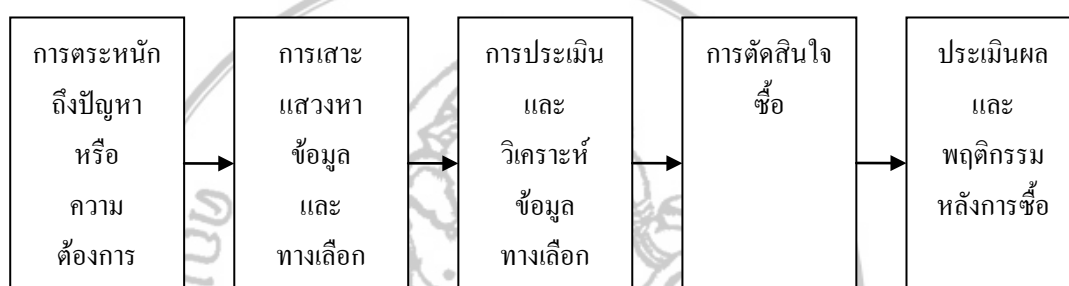 การตระหนัก
ถึงปัญหา
หรือ
ความ
ต้องการ
การเสาะ
แสวงหา
ข้อมูล
และ
ทางเลือก
การประเมิน
และ
วิเคราะห์
ข้อมูล
ทางเลือก
การตัดสินใจ
ซื้อ
ประเมินผล
และ
พฤติกรรม
หลังการซื้อ